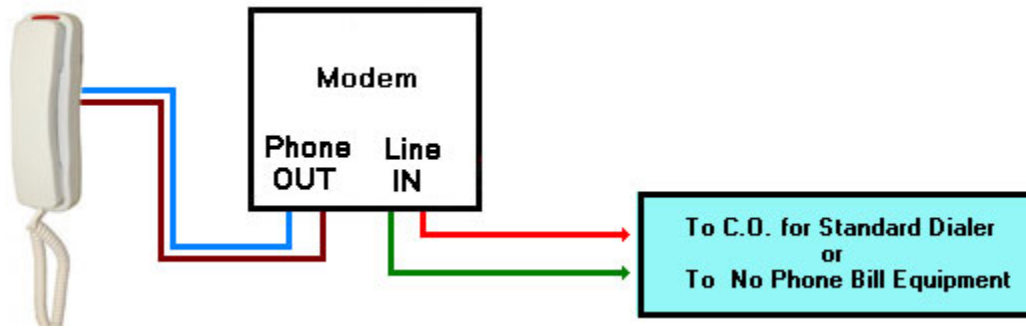 Modem
Phone Line
OUT IN
To C.O. for Standard Dialer
or
To No Phone Bill Equipment